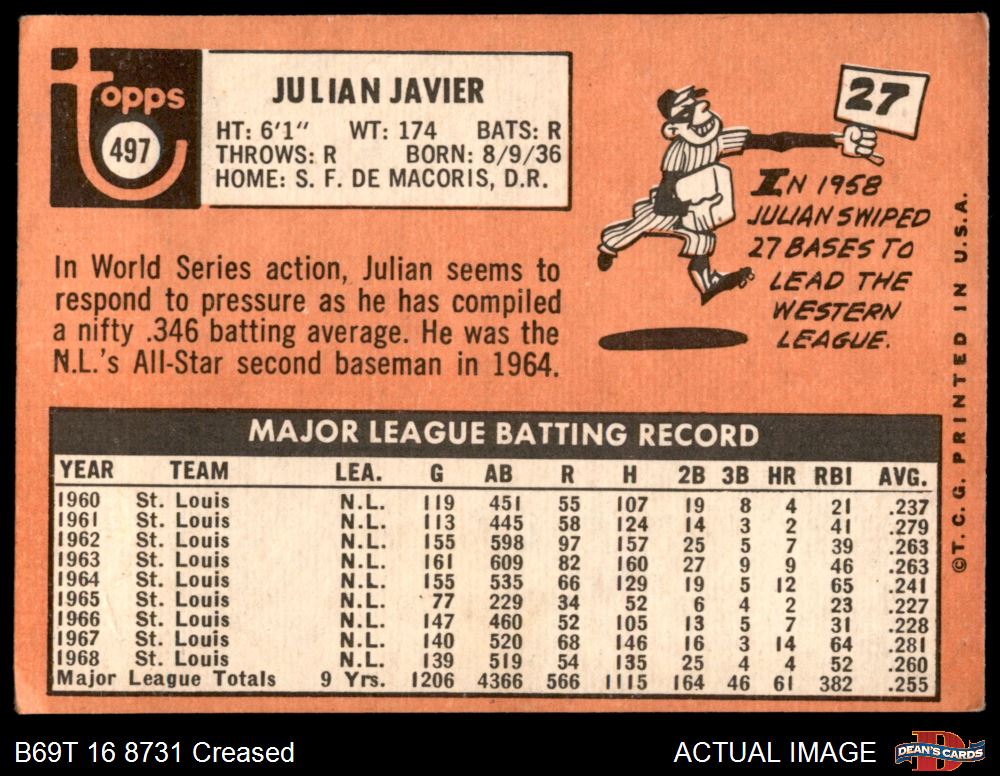 Topps
497
JULIAN JAVIER
HT: 6'1" WT: 174 BATS: R
THROWS: R BORN: 8/9/36
HOME: S. F. DE MACORIS, D.R.
27
IN 1958
JULIAN SWIPED
27 BASES TO
LEAD THE
WESTERN
LEAGUE.
In World Series action, Julian seems to
respond to pressure as he has compiled
a nifty .346 batting average. He was the
N.L.'s All-Star second baseman in 1964.
MAJOR LEAGUE BATTING RECORD
YEAR TEAM LEA. G AB R H 2B 3B HR RBI AVG.
1960 St. Louis N.L. 119 451 55 107 19 8 4 21 .237
1961 St. Louis N.L. 113 445 58 124 14 3 2 41 .279
1962 St. Louis N.L. 155 598 97 157 25 5 7 39 .263
1963 St. Louis N.L. 161 609 82 160 27 9 9 46 .263
1964 St. Louis N.L. 155 535 66 129 19 5 12 65 .241
1965 St. Louis N.L. 77 229 34 52 6 4 2 23 .227
1966 St. Louis N.L. 147 460 52 105 13 5 7 31 .228
1967 St. Louis N.L. 140 520 68 146 16 3 14 64 .281
1968 St. Louis N.L. 139 519 54 135 25 4 4 52 .260
Major League Totals 9 Yrs. 1206 4366 566 1115 164 46 61 382 .255
©T. C. G. PRINTED IN U.S.A.
B69T 16 8731 Creased
ACTUAL IMAGE
D
DEAN'S CARDS